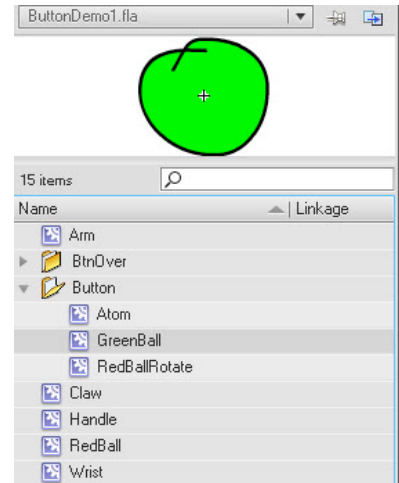 ButtonDemo1.fla
15 items
Name Linkage
Arm
BtnOver
Button
Atom
GreenBall
RedBallRotate
Claw
Handle
RedBall
Wrist